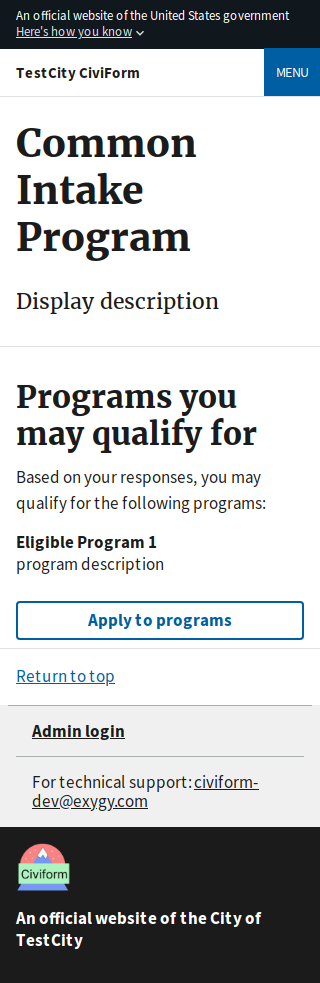 An official website of the United States government
Here's how you know
TestCity CiviForm
MENU
Common
Intake
Program
Display description
Programs you
may qualify for
Based on your responses, you may
qualify for the following programs:
Eligible Program 1
program description
Apply to programs
Return to top
Admin login
For technical support: civiform-
dev@exygy.com
Civiform
An official website of the City of
TestCity